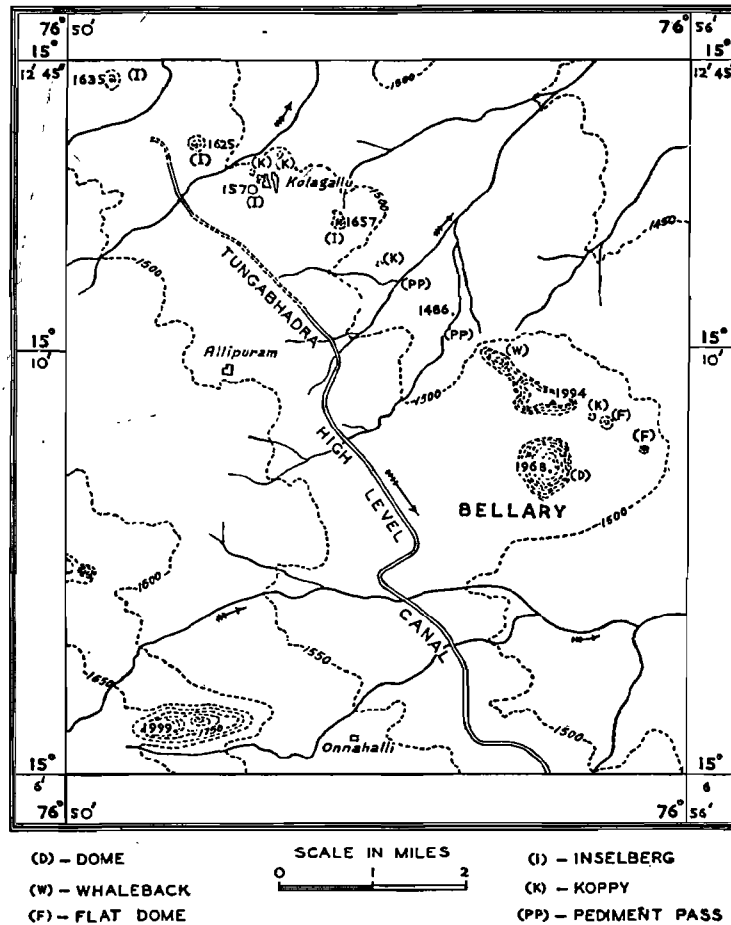 76° 50'
76° 56'
15°
12' 45"
15°
12' 45"
1635 (I)
1500
1625
(I)
(K) (K)
Kolagallu
1570
(I)
1500
1657
(I)
(K)
(PP)
1450
1500
TUNGABHADRA
1486
(PP)
15°
10'
15°
10'
Allipuram
(W)
1500
1994
(K)
(F)
(F)
HIGH
LEVEL
1968
(D)
BELLARY
1500
1600
CANAL
1550
1650
1999
1750
Onnahalli
1500
15°
6'
15°
6
76°
50'
76°
56'
(D) – DOME
(W) – WHALEBACK
(F) – FLAT DOME
SCALE IN MILES
0 1 2
(I) – INSELBERG
(K) – KOPPY
(PP) – PEDIMENT PASS